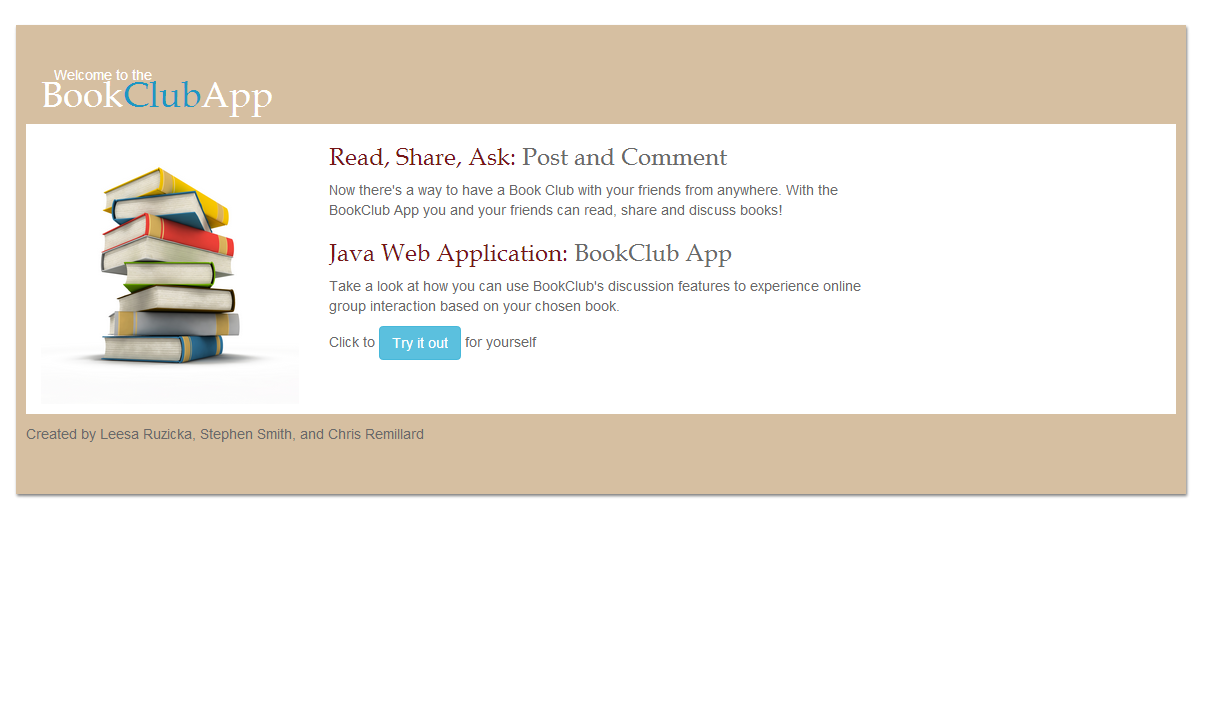 Welcome to the
BookClubApp
Read, Share, Ask: Post and Comment
Now there's a way to have a Book Club with your friends from anywhere. With the
BookClub App you and your friends can read, share and discuss books!
Java Web Application: BookClub App
Take a look at how you can use BookClub's discussion features to experience online
group interaction based on your chosen book.
Click to Try it out for yourself
Created by Leesa Ruzicka, Stephen Smith, and Chris Remillard